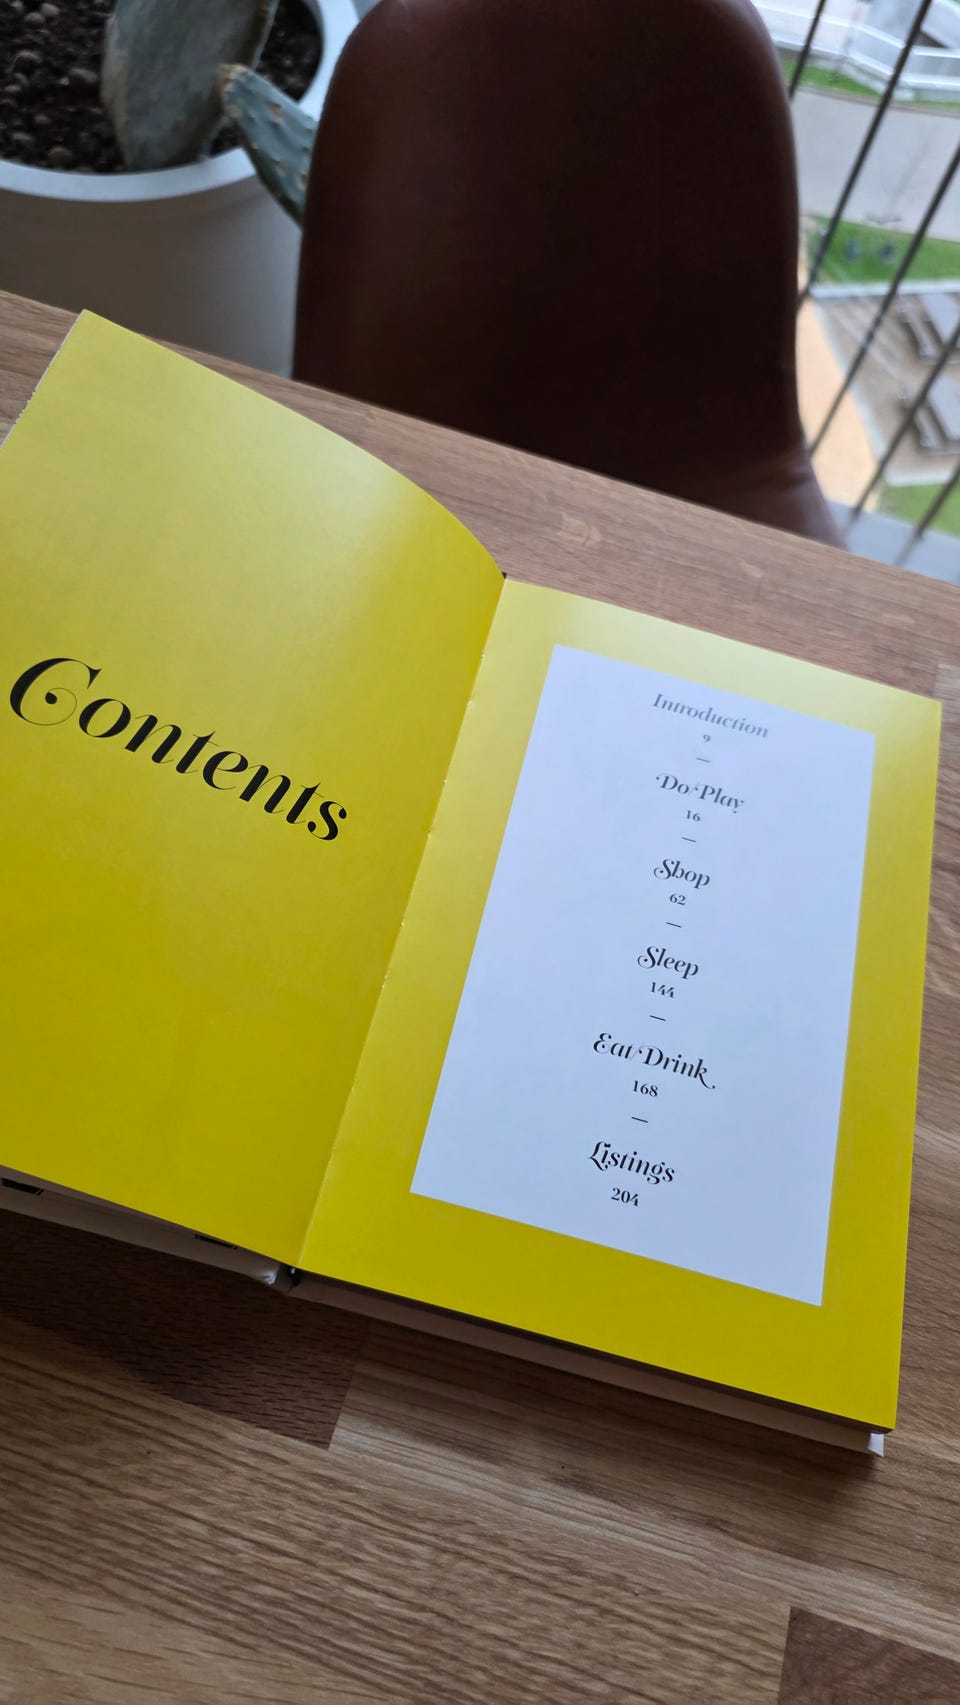 Contents
Introduction
9
—
Do/Play
16
—
Shop
62
—
Sleep
144
—
Eat/Drink
168
—
Listings
204